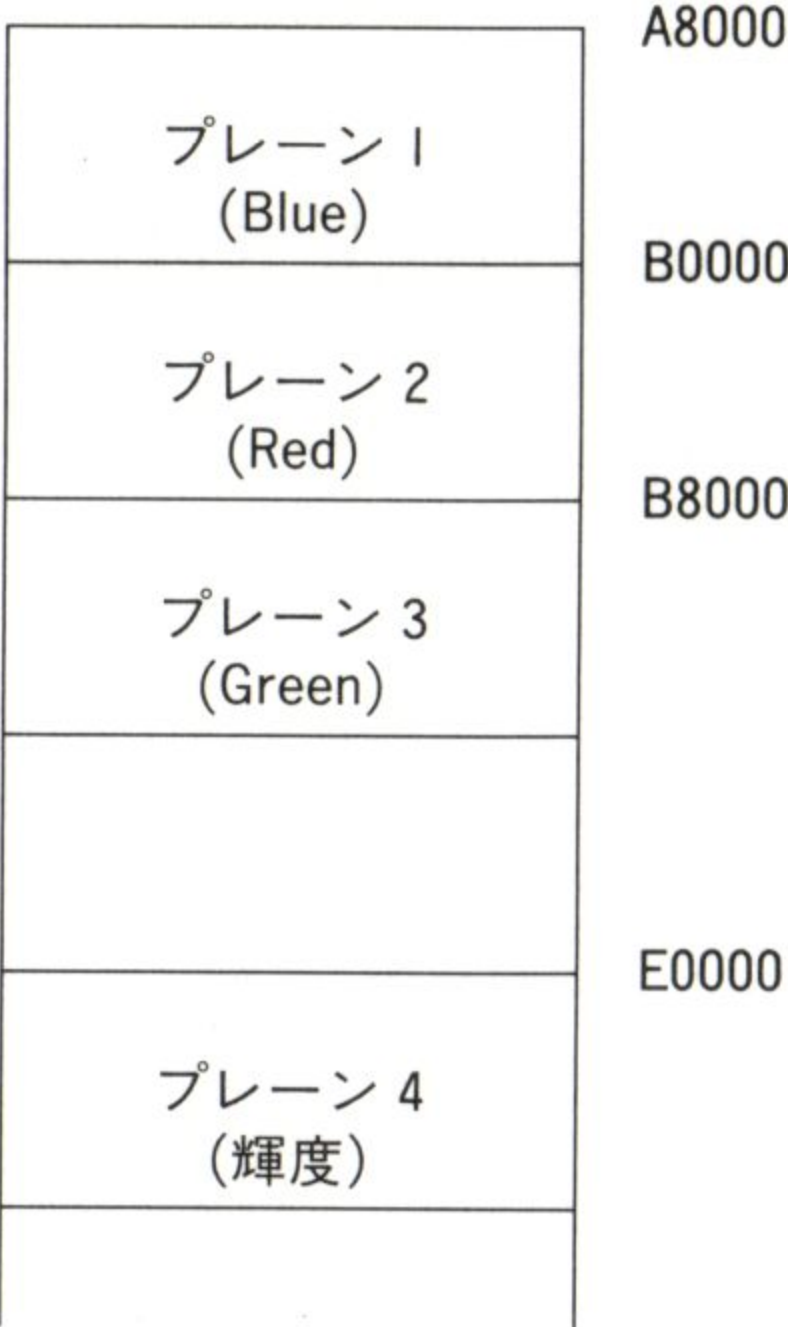 A8000
プレーン 1
(Blue)
B0000
プレーン 2
(Red)
B8000
プレーン 3
(Green)
E0000
プレーン 4
(輝度)